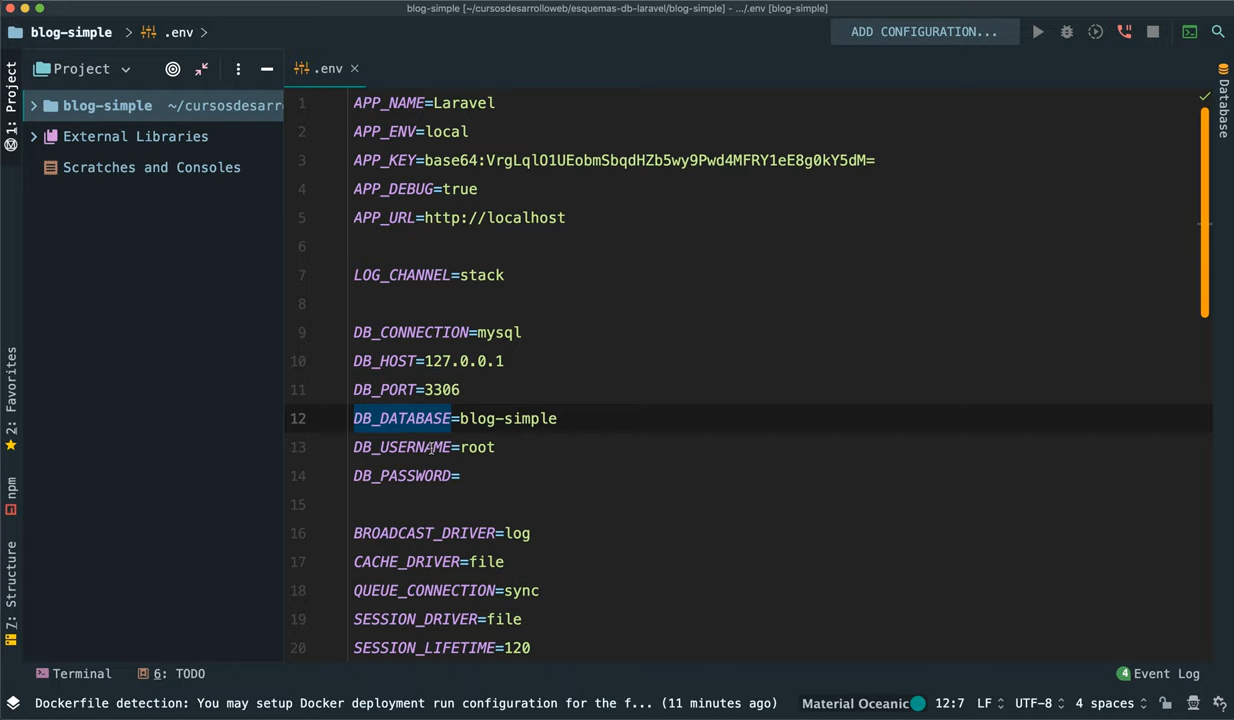 blog-simple [~/cursosdesarrolloweb/esquemas-db-laravel/blog-simple] - .../.env [blog-simple]
blog-simple > .env >
ADD CONFIGURATION...
Project
.env
1: Project
Database
blog-simple ~/cursosdesarr
External Libraries
Scratches and Consoles
1 APP_NAME=Laravel
2 APP_ENV=local
3 APP_KEY=base64:VrgLqlO1UEobmSbqdHZb5wy9Pwd4MFRY1eE8g0kY5dM=
4 APP_DEBUG=true
5 APP_URL=http://localhost
6
7 LOG_CHANNEL=stack
8
9 DB_CONNECTION=mysql
10 DB_HOST=127.0.0.1
11 DB_PORT=3306
12 DB_DATABASE=blog-simple
13 DB_USERNAME=root
14 DB_PASSWORD=
15
16 BROADCAST_DRIVER=log
17 CACHE_DRIVER=file
18 QUEUE_CONNECTION=sync
19 SESSION_DRIVER=file
20 SESSION_LIFETIME=120
2: Favorites
npm
7: Structure
Terminal
6: TODO
4 Event Log
Dockerfile detection: You may setup Docker deployment run configuration for the f... (11 minutes ago)
Material Oceanic
12:7 LF UTF-8 4 spaces